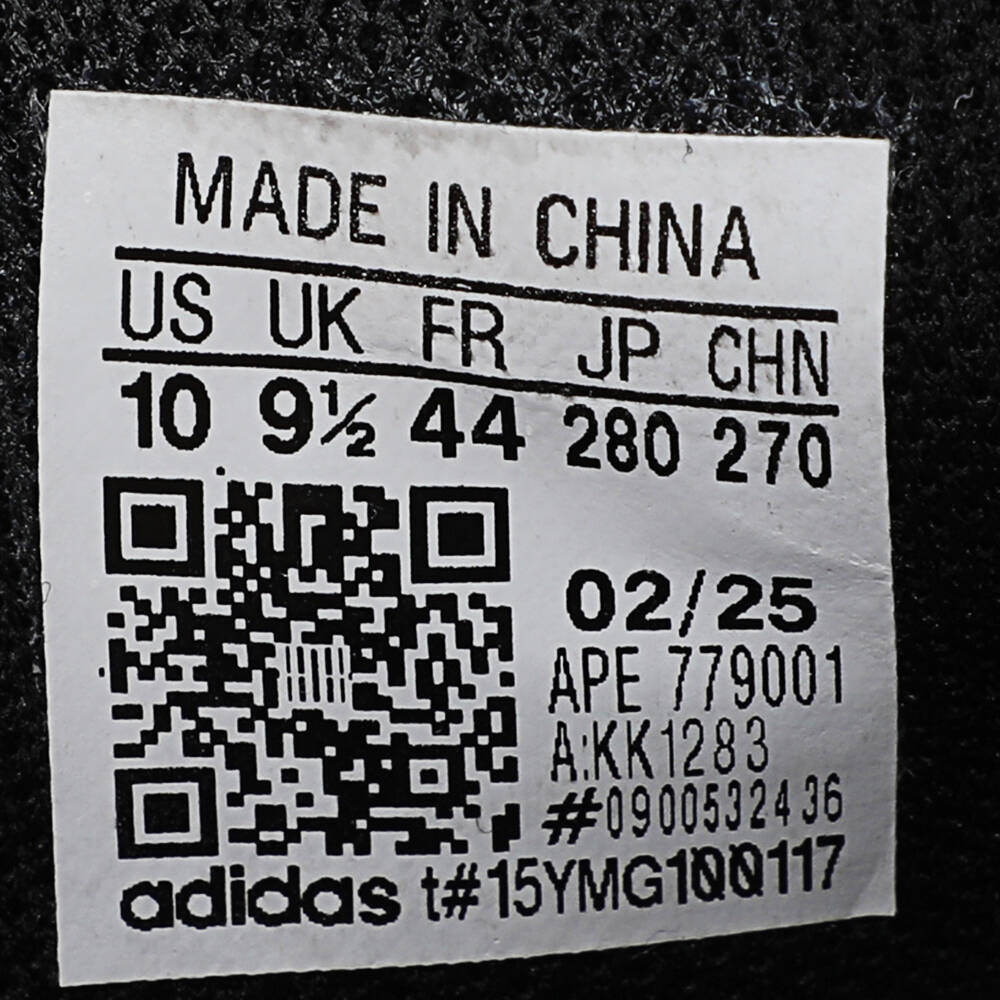 MADE IN CHINA
US UK FR JP CHN
10 9½ 44 280 270
02/25
APE 779001
A:KK1283
#0900532436
adidas t#15YMG100117